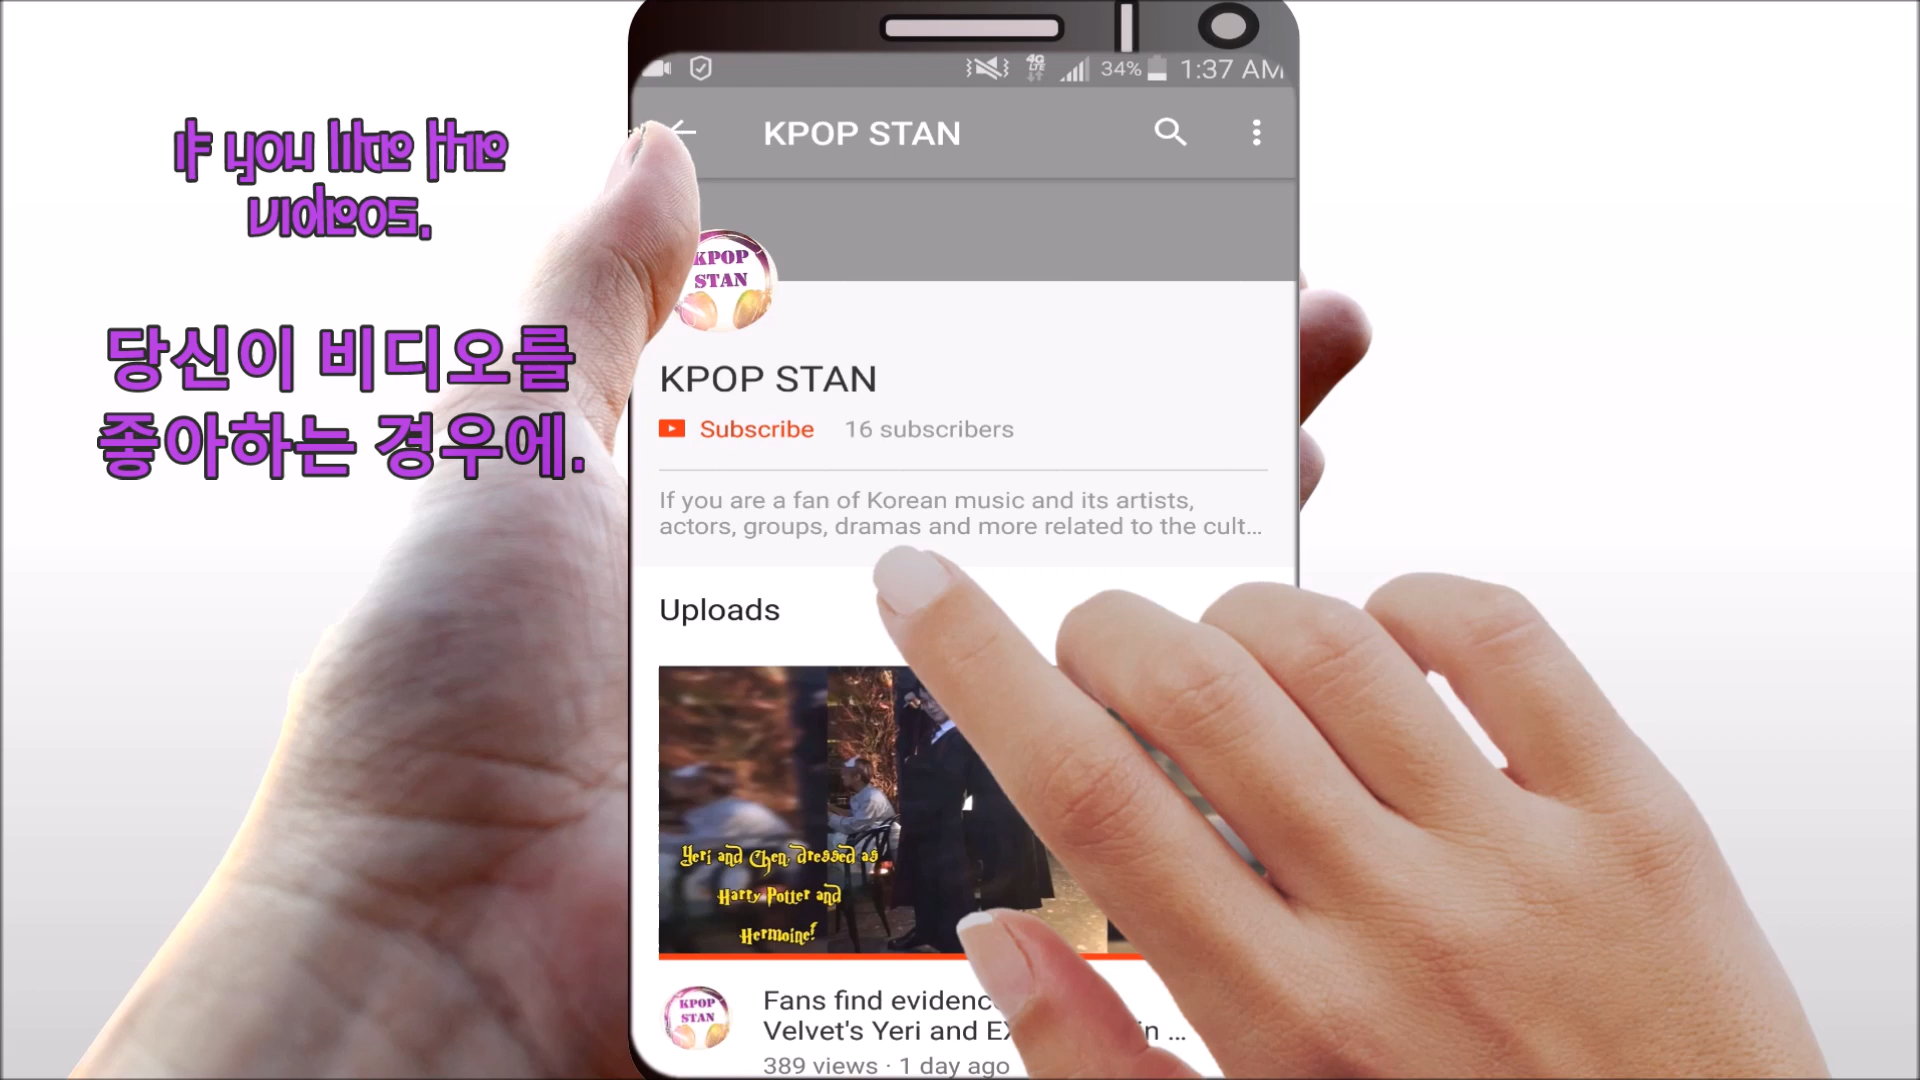 If you like the
videos.
당신이 비디오를
좋아하는 경우에.
4G
LTE
34%
1:37 AM
KPOP STAN
KPOP
STAN
KPOP STAN
Subscribe
16 subscribers
If you are a fan of Korean music and its artists,
actors, groups, dramas and more related to the cult...
Uploads
Yeri and Chen, dressed as
Harry Potter and
Hermoine!
KPOP
STAN
Fans find
Velvet's Yeri and ...
389 views · 1 day ago